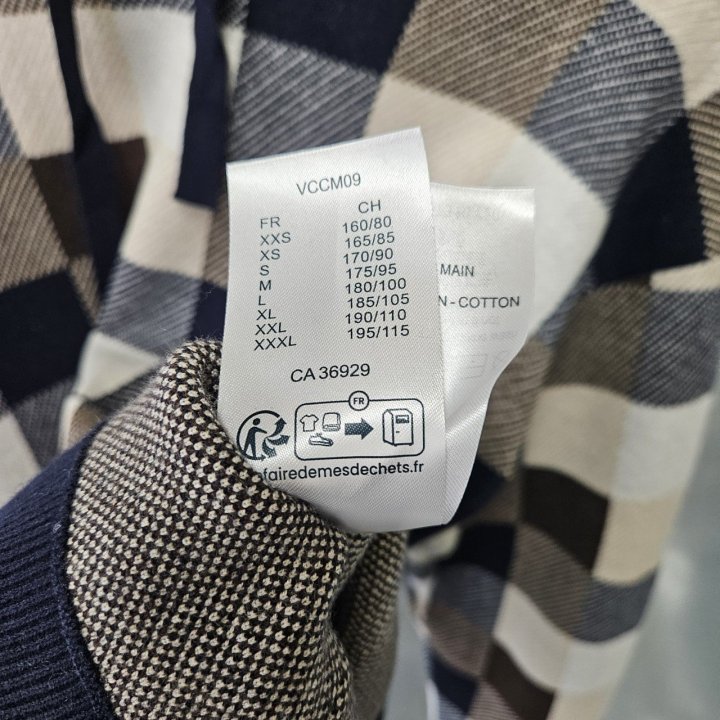 VCCM09
FR CH
XXS 160/80
XS 165/85
S 170/90
M 175/95
L 180/100
XL 185/105
XXL 190/110
XXXL 195/115
CA 36929
FR
fairedemesdechets.fr
MAIN
N-COTTON